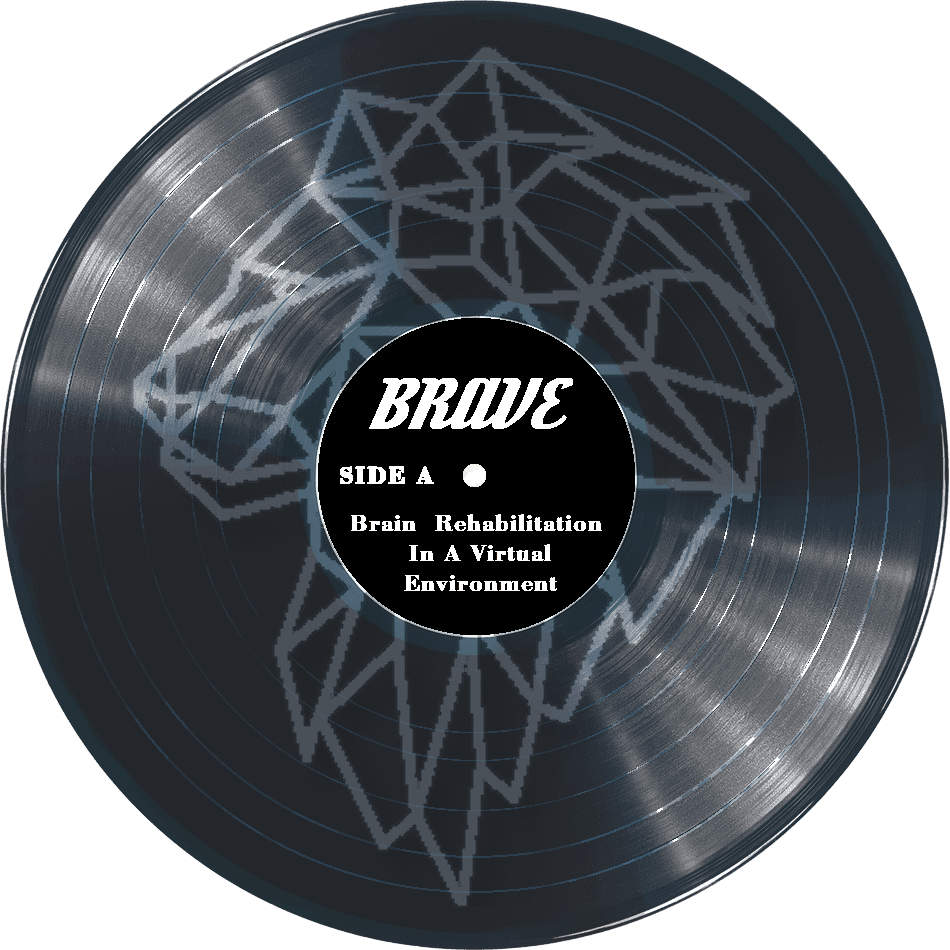 BRAVE
SIDE A
Brain Rehabilitation
In A Virtual
Environment